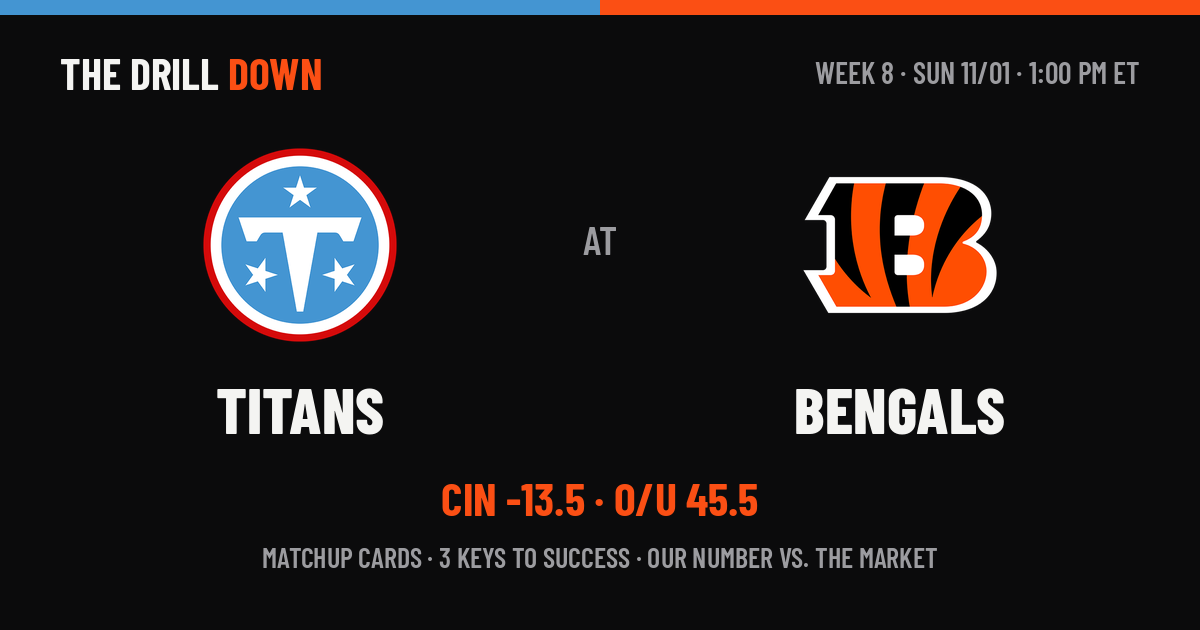 THE DRILL DOWN
WEEK 8 · SUN 11/01 · 1:00 PM ET
T
AT
B
TITANS
BENGALS
CIN -13.5 · O/U 45.5
MATCHUP CARDS · 3 KEYS TO SUCCESS · OUR NUMBER VS. THE MARKET